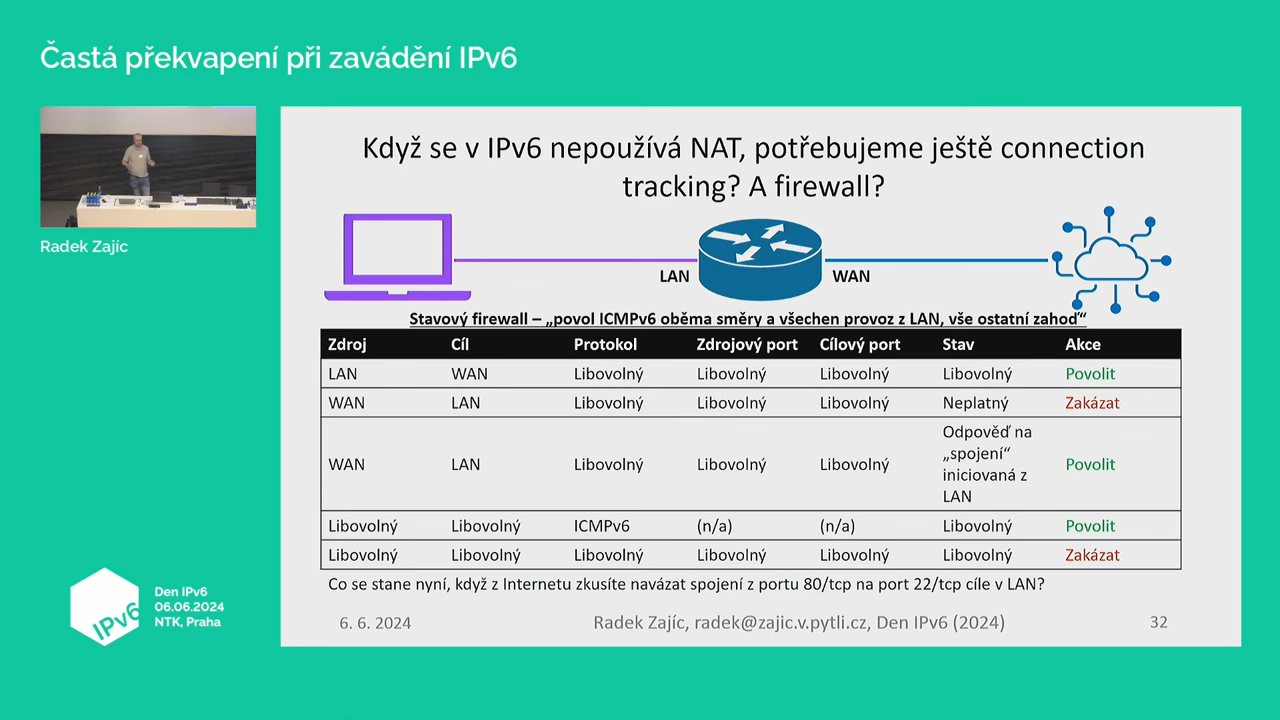 Častá překvapení při zavádění IPv6
Radek Zajíc
Když se v IPv6 nepoužívá NAT, potřebujeme ještě connection
tracking? A firewall?
LAN
WAN
Stavový firewall – „povol ICMPv6 oběma směry a všechen provoz z LAN, vše ostatní zahoď“
Zdroj Cíl Protokol Zdrojový port Cílový port Stav Akce
LAN WAN Libovolný Libovolný Libovolný Libovolný Povolit
WAN LAN Libovolný Libovolný Libovolný Neplatný Zakázat
WAN LAN Libovolný Libovolný Libovolný Odpověď na
„spojení“
iniciovaná z
LAN
Povolit
Libovolný Libovolný ICMPv6 (n/a) (n/a) Libovolný Povolit
Libovolný Libovolný Libovolný Libovolný Libovolný Libovolný Zakázat
Co se stane nyní, když z Internetu zkusíte navázat spojení z portu 80/tcp na port 22/tcp cíle v LAN?
6. 6. 2024
Radek Zajíc, radek@zajic.v.pytli.cz, Den IPv6 (2024)
32
IPv6
Den IPv6
06.06.2024
NTK, Praha